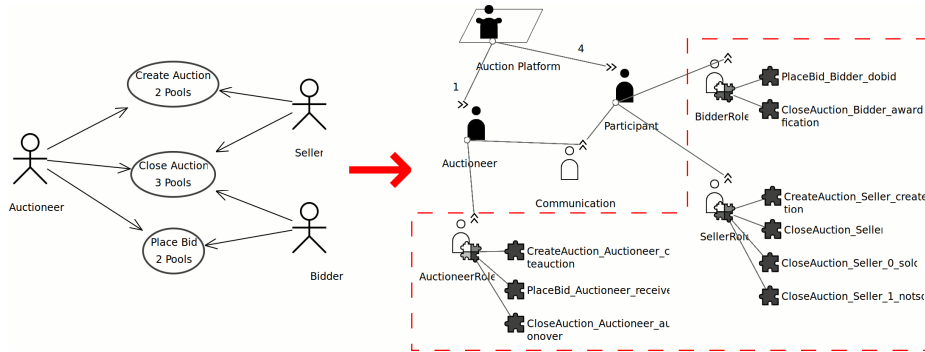 Create Auction
2 Pools
Seller
Close Auction
3 Pools
Auctioneer
Place Bid
2 Pools
Bidder
Auction Platform
4
1
Participant
Auctioneer
Communication
BidderRole
PlaceBid_Bidder_dobid
CloseAuction_Bidder_award
fication
SellerRole
CreateAuction_Seller_create
tion
CloseAuction_Seller
CloseAuction_Seller_0_sold
CloseAuction_Seller_1_notso
AuctioneerRole
CreateAuction_Auctioneer_c
teauction
PlaceBid_Auctioneer_receive
CloseAuction_Auctioneer_au
onover